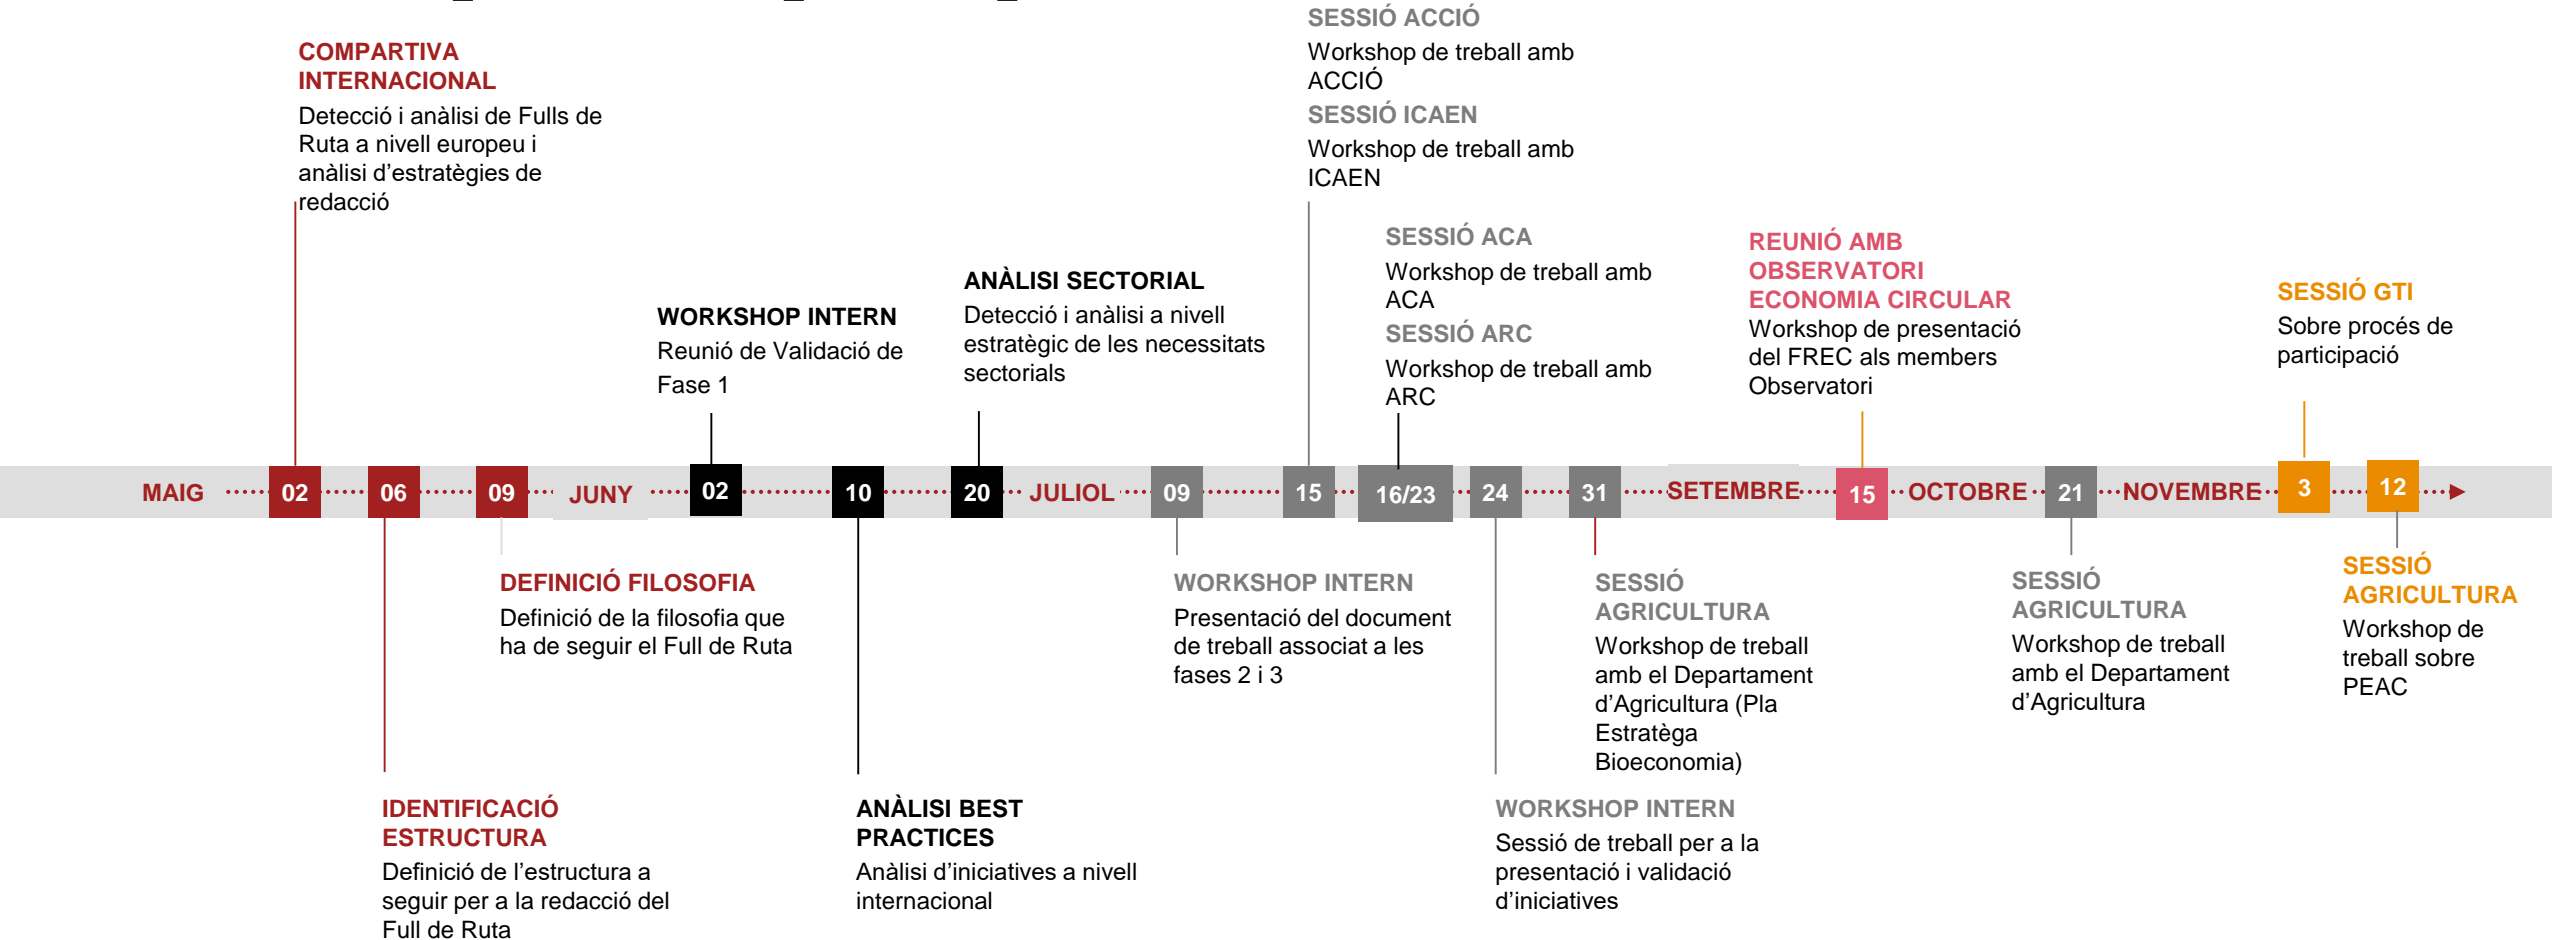 COMPARTIVA
INTERNACIONAL
Detecció i anàlisi de Fulls de
Ruta a nivell europeu i
anàlisi d’estratègies de
redacció
WORKSHOP INTERN
Reunió de Validació de
Fase 1
ANÀLISI SECTORIAL
Detecció i anàlisi a nivell
estratègic de les necessitats
sectorials
SESSIÓ ACCIÓ
Workshop de treball amb
ACCIÓ
SESSIÓ ICAEN
Workshop de treball amb
ICAEN
SESSIÓ ACA
Workshop de treball amb
ACA
SESSIÓ ARC
Workshop de treball amb
ARC
REUNIÓ AMB
OBSERVATORI
ECONOMIA CIRCULAR
Workshop de presentació
del FREC als members
Observatori
SESSIÓ GTI
Sobre procés de
participació
MAIG 02 06 09 JUNY 02 10 20 JULIOL 09 15 16/23 24 31 SETEMBRE 15 OCTOBRE 21 NOVEMBRE 3 12
DEFINICIÓ FILOSOFIA
Definició de la filosofia que
ha de seguir el Full de Ruta
WORKSHOP INTERN
Presentació del document
de treball associat a les
fases 2 i 3
SESSIÓ
AGRICULTURA
Workshop de treball
amb el Departament
d’Agricultura (Pla
Estratèga
Bioeconomia)
SESSIÓ
AGRICULTURA
Workshop de treball
amb el Departament
d’Agricultura
SESSIÓ
AGRICULTURA
Workshop de
treball sobre
PEAC
IDENTIFICACIÓ
ESTRUCTURA
Definició de l’estructura a
seguir per a la redacció del
Full de Ruta
ANÀLISI BEST
PRACTICES
Anàlisi d’iniciatives a nivell
internacional
WORKSHOP INTERN
Sessió de treball per a la
presentació i validació
d’iniciatives